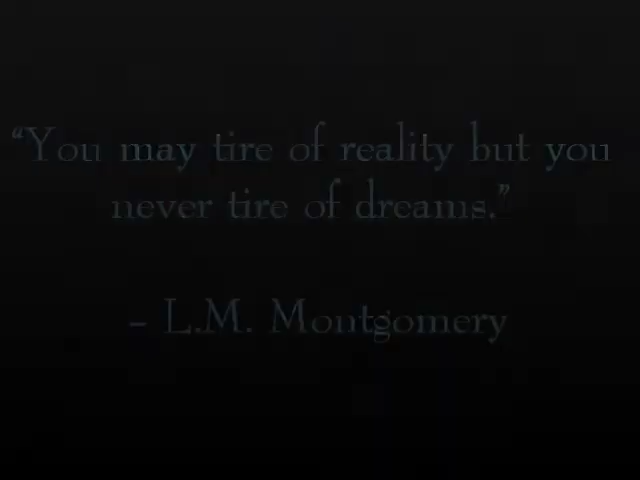 “You may tire of reality but you
never tire of dreams.”
- L.M. Montgomery